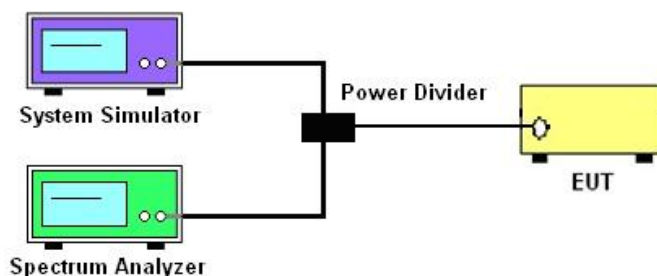 System Simulator
Power Divider
EUT
Spectrum Analyzer